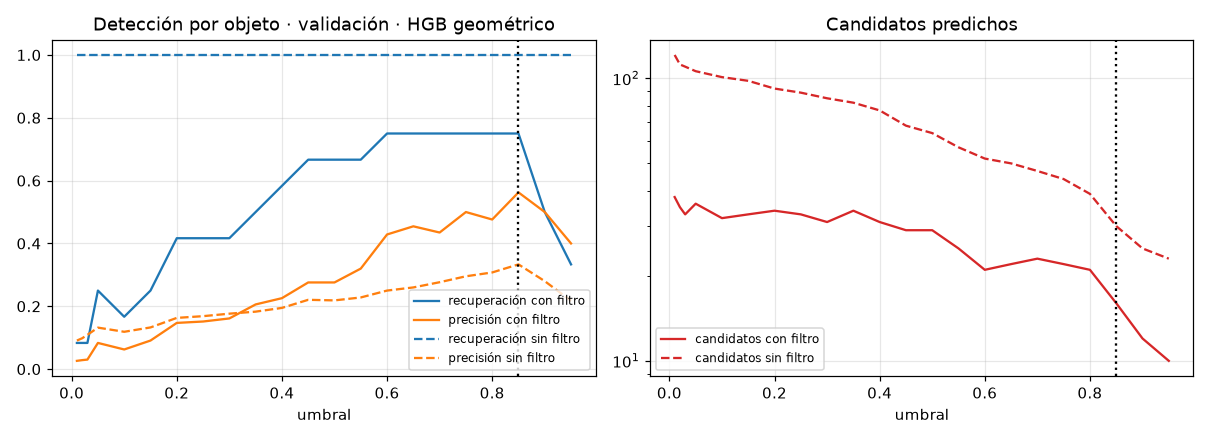 Detección por objeto · validación · HGB geométrico
1.0
0.8
0.6
0.4
0.2
0.0
0.0 0.2 0.4 0.6 0.8
umbral
recuperación con filtro
precisión con filtro
recuperación sin filtro
precisión sin filtro
Candidatos predichos
10²
10¹
0.0 0.2 0.4 0.6 0.8
umbral
candidatos con filtro
candidatos sin filtro